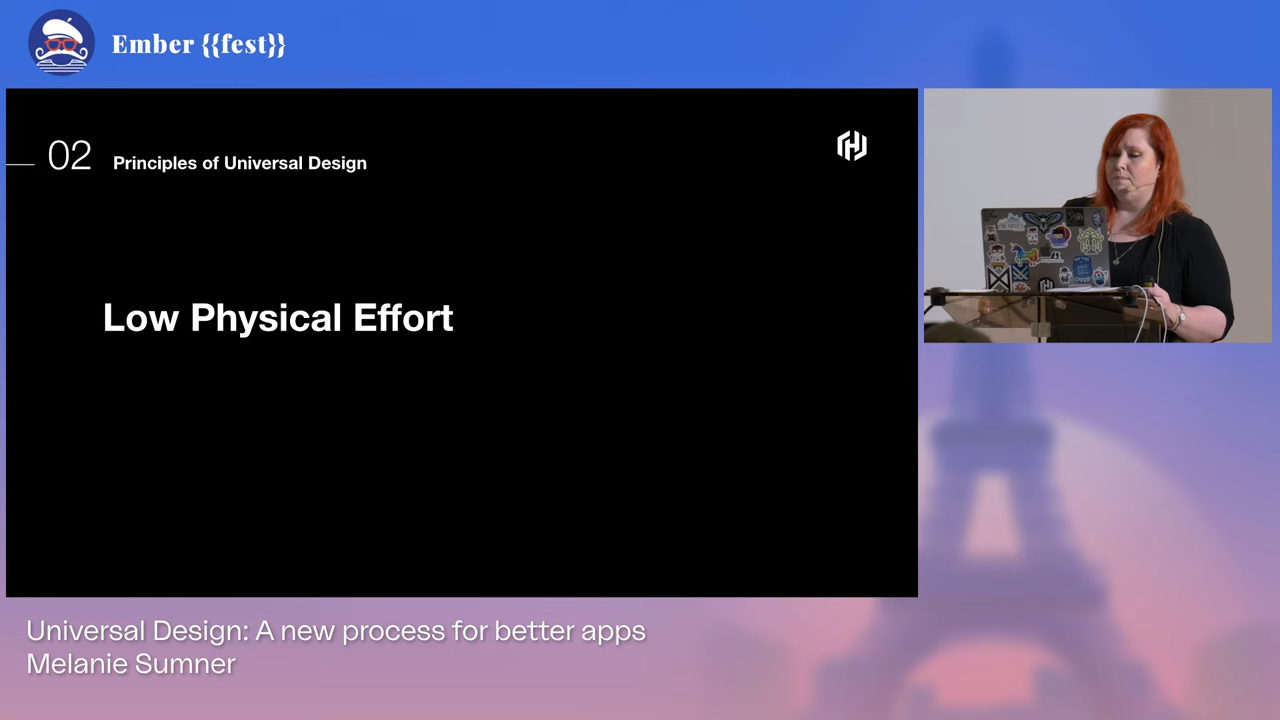 Ember {{fest}}
02 Principles of Universal Design
Low Physical Effort
Universal Design: A new process for better apps
Melanie Sumner